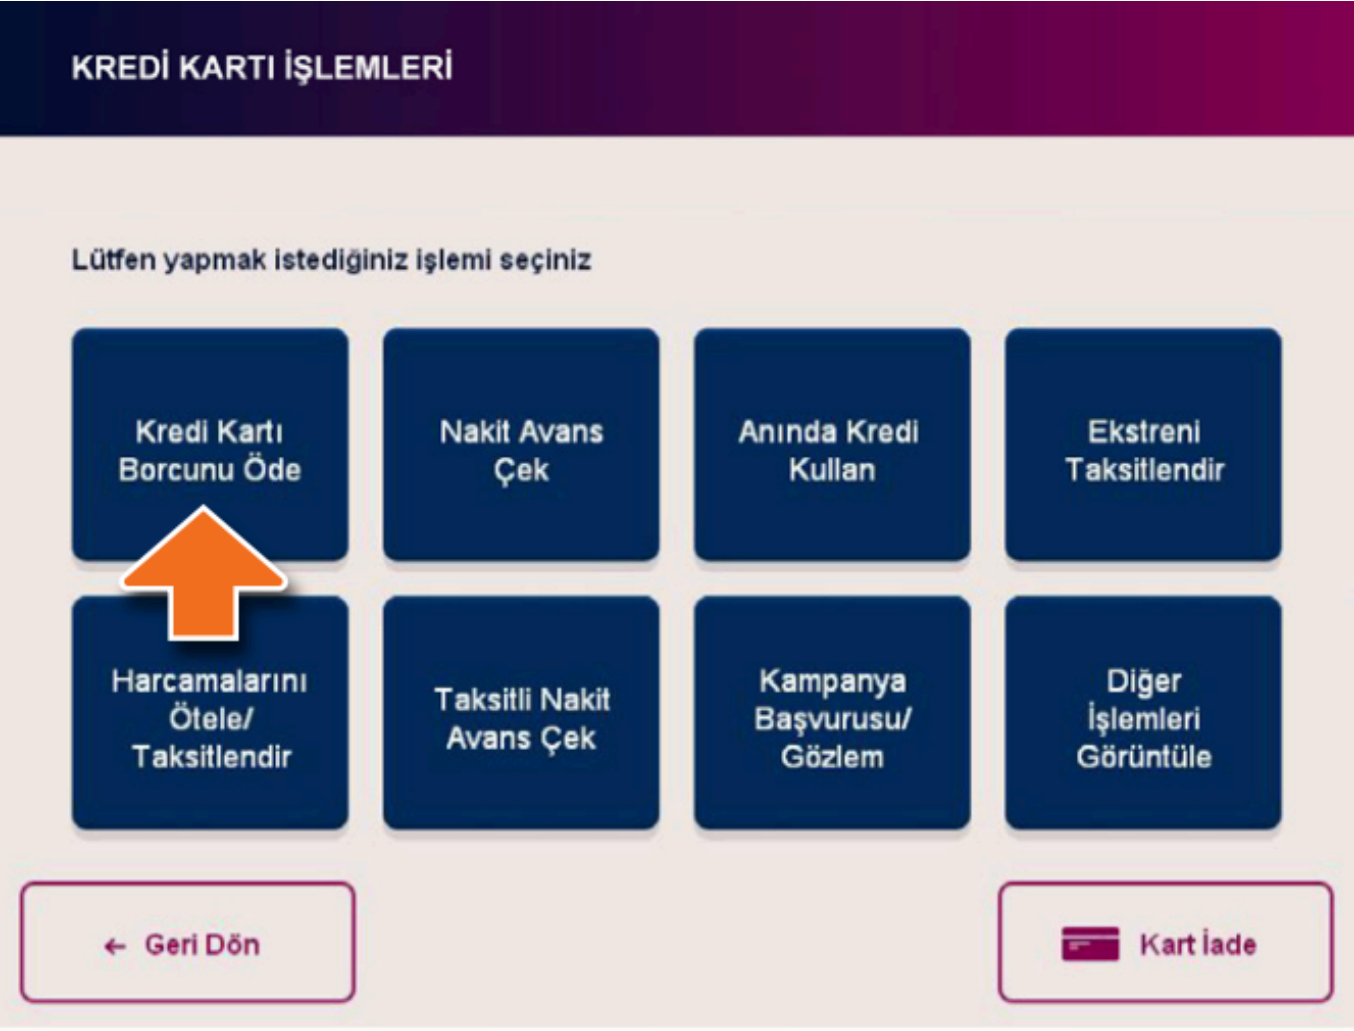 KREDİ KARTI İŞLEMLERİ
Lütfen yapmak istediğiniz işlemi seçiniz
Kredi Kartı
Borcunu Öde
Nakit Avans
Çek
Anında Kredi
Kullan
Ekstreni
Taksitlendir
Harcamalarını
Ötele/
Taksitlendir
Taksitli Nakit
Avans Çek
Kampanya
Başvurusu/
Gözlem
Diğer
İşlemleri
Görüntüle
← Geri Dön
Kart İade